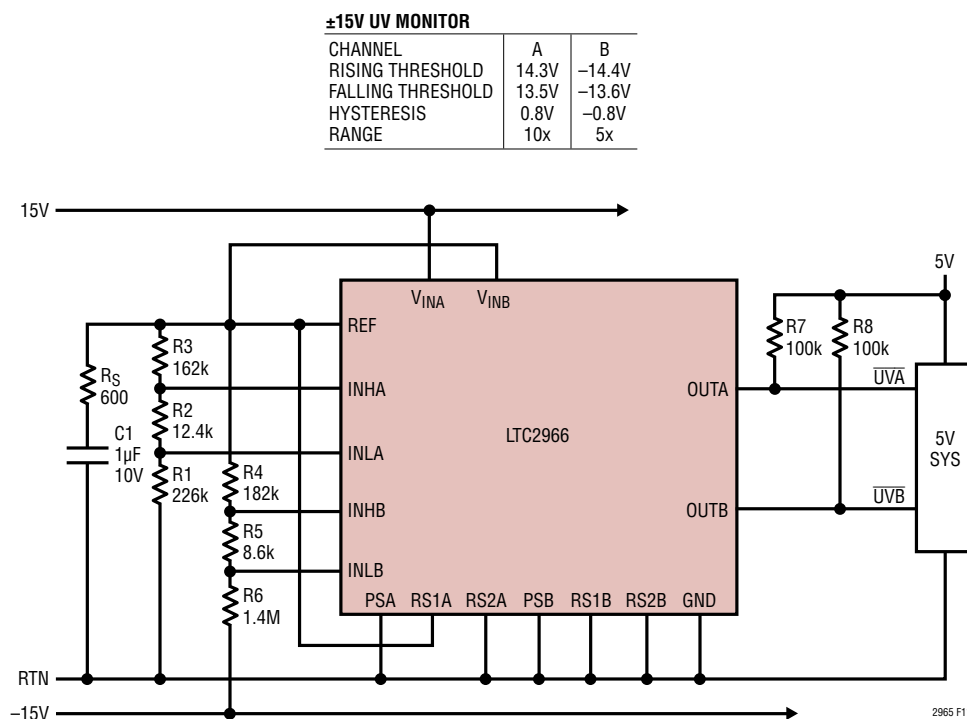 ±15V UV MONITOR
CHANNEL A B
RISING THRESHOLD 14.3V –14.4V
FALLING THRESHOLD 13.5V –13.6V
HYSTERESIS 0.8V –0.8V
RANGE 10x 5x
15V
5V
VINA VINB
REF
R3
162k
R7
100k
R8
100k
RS
600
INHA
OUTA
UVA
R2
12.4k
LTC2966
C1
1µF
10V
INLA
R1
226k
R4
182k
5V
SYS
INHB
OUTB
UVB
R5
8.6k
INLB
R6
1.4M
PSA RS1A RS2A PSB RS1B RS2B GND
RTN
–15V
2965 F1